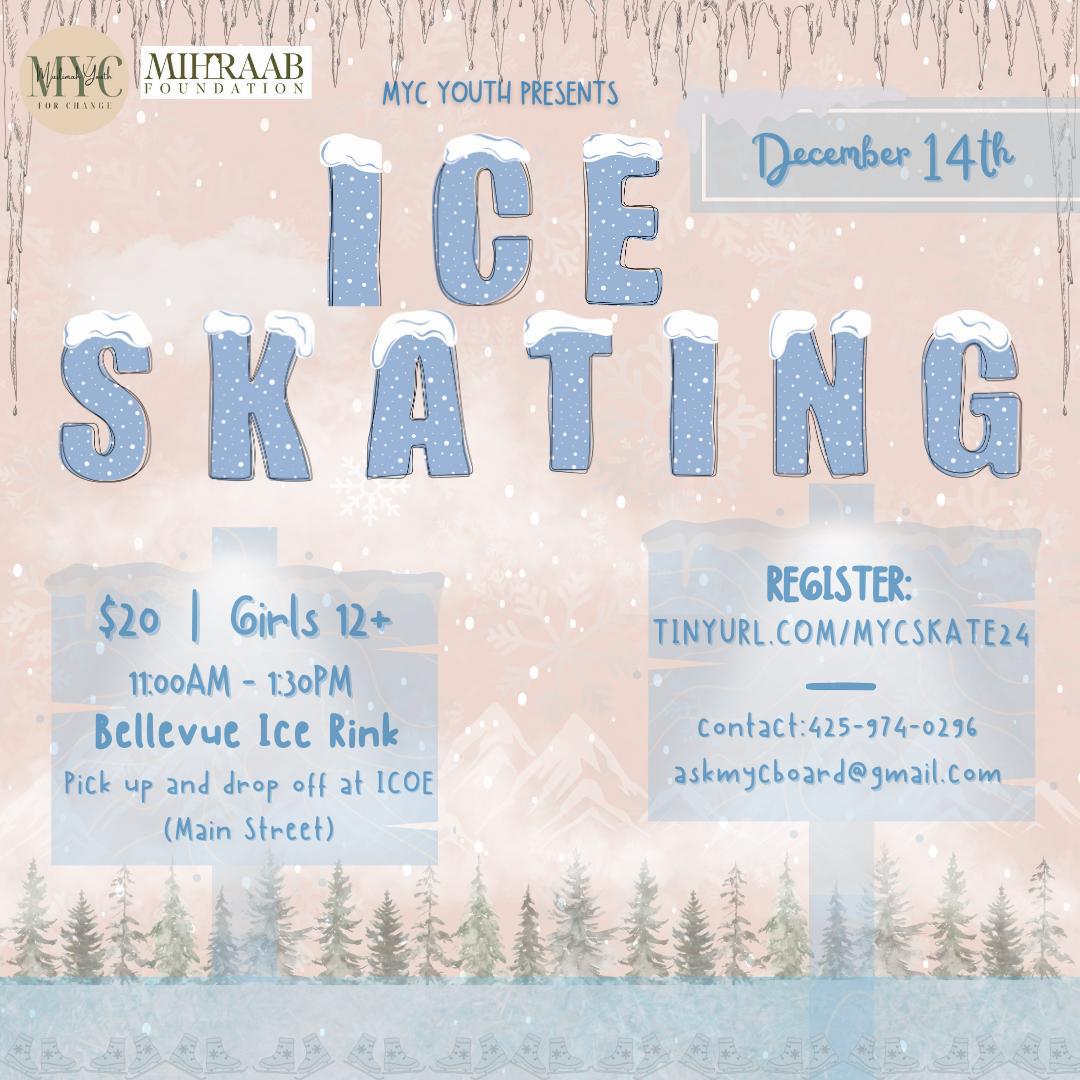 MYC
Muslimah Youth
FOR CHANGE
MIHRAAB
FOUNDATION
MYC YOUTH PRESENTS
December 14th
ICE
SKATING
$20 | Girls 12+
11:00AM - 1:30PM
Bellevue Ice Rink
Pick up and drop off at ICOE
(Main Street)
REGISTER:
TINYURL.COM/MYCSKATE24
contact:425-974-0296
askmycboard@gmail.com